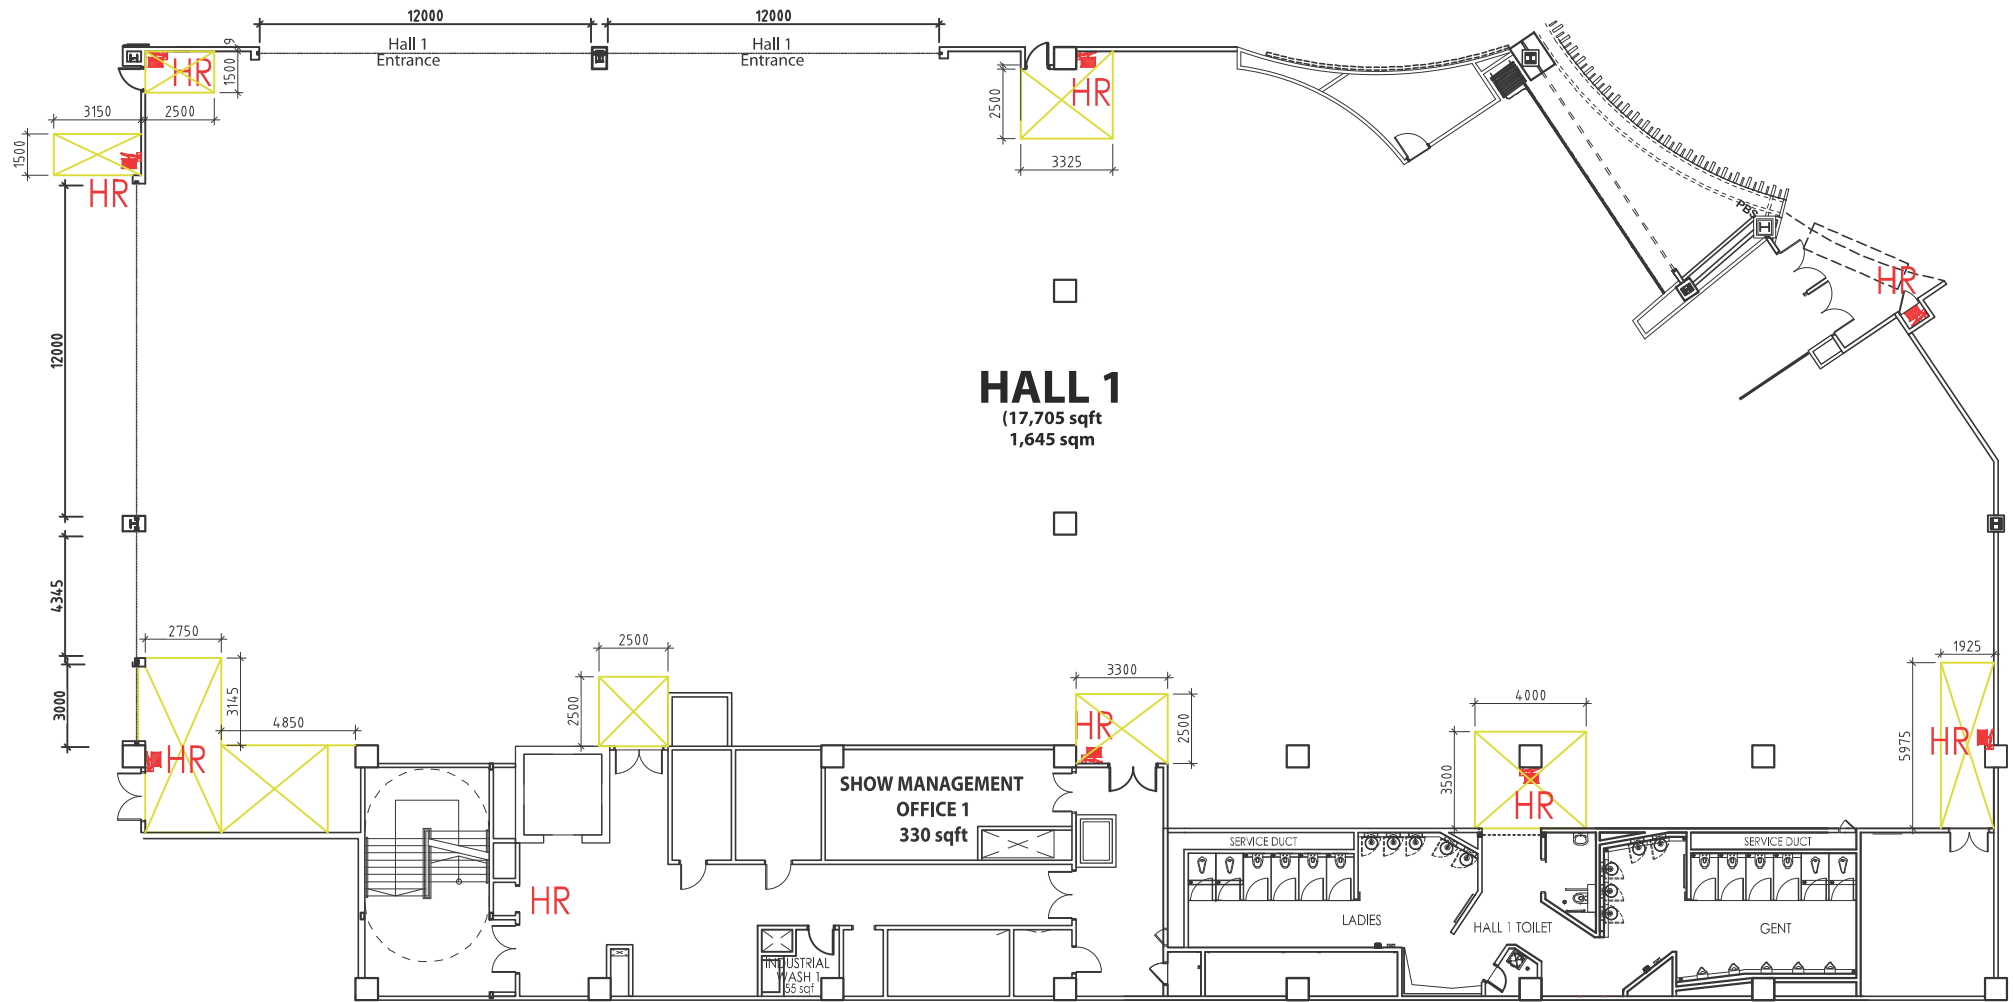 12000
12000
Hall 1
Entrance
Hall 1
Entrance
9
1500
HR
HR
2500
3150
2500
1500
HR
3325
PBS
HR
12000
HALL 1
(17,705 sqft
1,645 sqm
4345
2750
2500
3145
3300
1925
3000
4850
2500
HR
2500
4000
5975
HR
HR
3500
HR
SHOW MANAGEMENT
OFFICE 1
330 sqft
SERVICE DUCT
SERVICE DUCT
HR
LADIES
HALL 1 TOILET
GENT
INDUSTRIAL
WASH 1
55 sqf